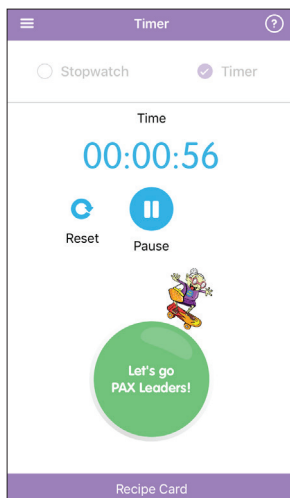 Timer
Stopwatch Timer
Time
00:00:56
Reset
Pause
Let's go
PAX Leaders!
Recipe Card